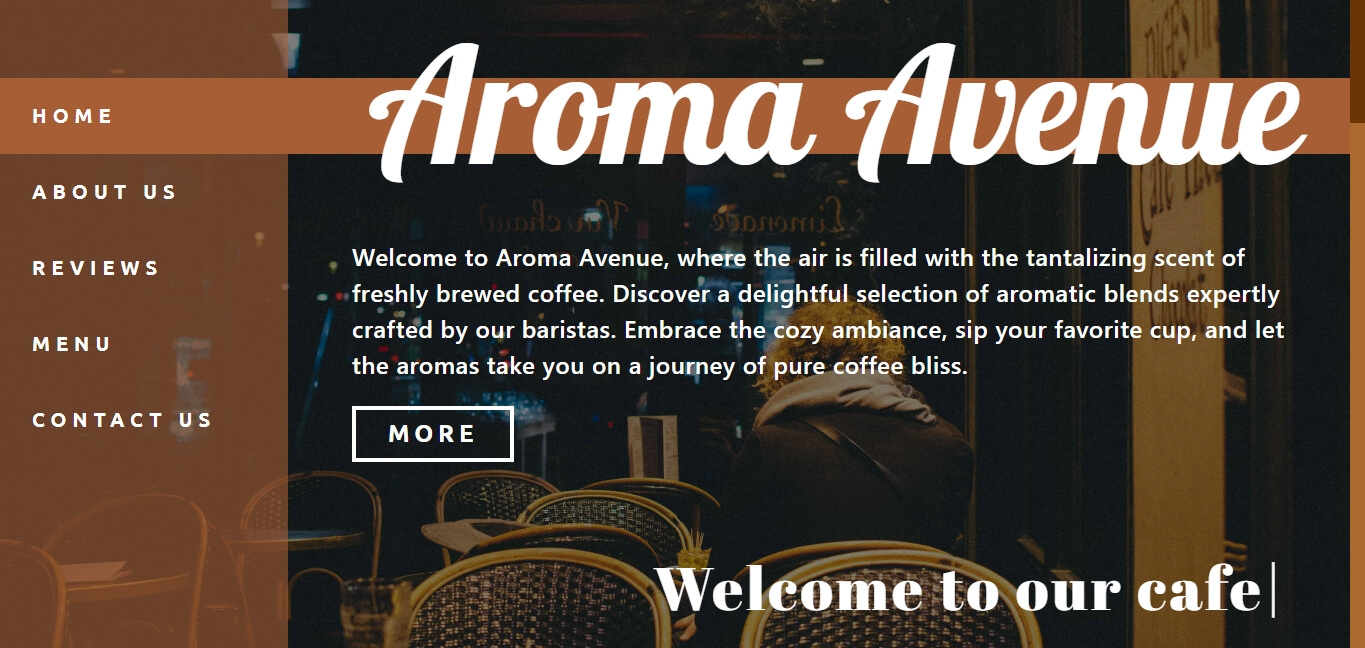 Aroma Avenue
HOME
ABOUT US
REVIEWS
MENU
CONTACT US
Welcome to Aroma Avenue, where the air is filled with the tantalizing scent of
freshly brewed coffee. Discover a delightful selection of aromatic blends expertly
crafted by our baristas. Embrace the cozy ambiance, sip your favorite cup, and let
the aromas take you on a journey of pure coffee bliss.
MORE
Limonade
Vin chaud
Welcome to our cafe|